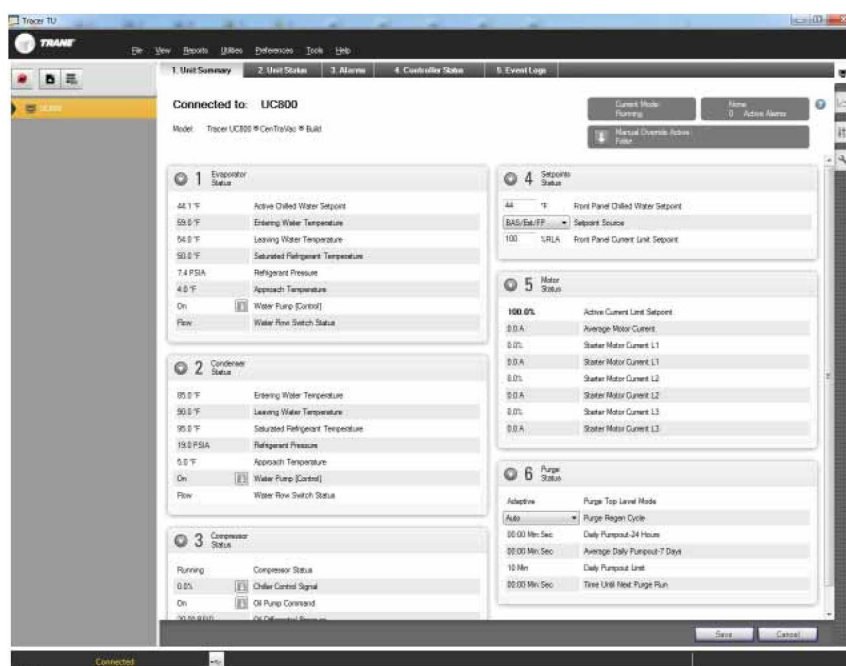 Tracer TU
TRANE
File View Reports Utilities Preferences Tools Help
1. Unit Summary 2. Unit Status 3. Alarms 4. Controller Status 5. Event Logs
UC800
Connected to: UC800
Current Mode:
Running
None
0 Active Alarms
Model: Tracer UC800 CenTraVac Build
Manual Override Active
False
1 Evaporator
Status
44.1 °F Active Chilled Water Setpoint
59.0 °F Entering Water Temperature
54.0 °F Leaving Water Temperature
50.0 °F Saturated Refrigerant Temperature
7.4 PSIA Refrigerant Pressure
4.0 °F Approach Temperature
On Water Pump [Control]
Flow Water Flow Switch Status
2 Condenser
Status
85.0 °F Entering Water Temperature
90.0 °F Leaving Water Temperature
95.0 °F Saturated Refrigerant Temperature
19.0 PSIA Refrigerant Pressure
5.0 °F Approach Temperature
On Water Pump [Control]
Flow Water Flow Switch Status
3 Compressor
Status
Running Compressor Status
0.0% Chiller Control Signal
On Oil Pump Command
4 Setpoints
Status
44 °F Front Panel Chilled Water Setpoint
BAS/Ext/FP Setpoint Source
100 %RLA Front Panel Current Limit Setpoint
5 Motor
Status
100.0% Active Current Limit Setpoint
0.0 A Average Motor Current
0.0% Starter Motor Current L1
0.0 A Starter Motor Current L1
0.0% Starter Motor Current L2
0.0 A Starter Motor Current L2
0.0% Starter Motor Current L3
0.0 A Starter Motor Current L3
6 Purge
Status
Adaptive Purge Top Level Mode
Auto Purge Regen Cycle
00:00 Min:Sec Daily Pumpout-24 Hours
00:00 Min:Sec Average Daily Pumpout-7 Days
10 Min Daily Pumpout Limit
00:00 Min:Sec Time Until Next Purge Run
Save Cancel
Connected